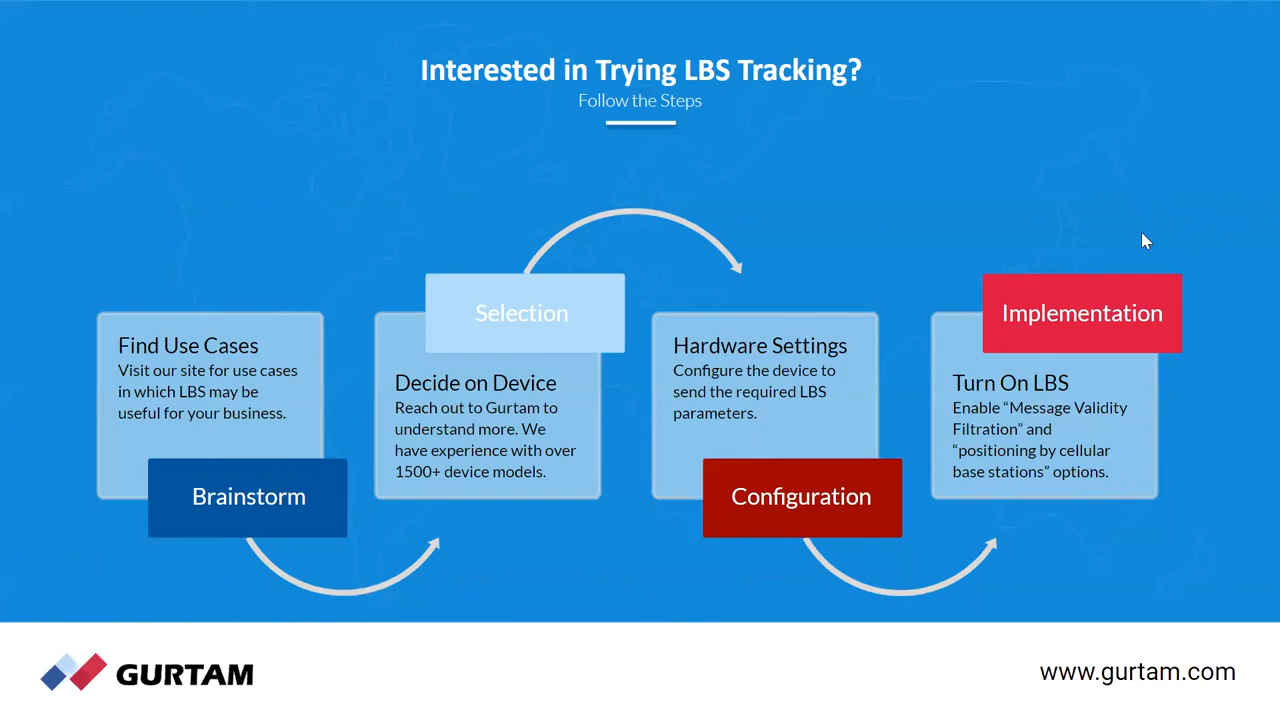 Interested in Trying LBS Tracking?
Follow the Steps
Find Use Cases
Visit our site for use cases
in which LBS may be
useful for your business.
Brainstorm
Selection
Decide on Device
Reach out to Gurtam to
understand more. We
have experience with over
1500+ device models.
Hardware Settings
Configure the device to
send the required LBS
parameters.
Configuration
Implementation
Turn On LBS
Enable “Message Validity
Filtration” and
“positioning by cellular
base stations” options.
GURTAM
www.gurtam.com